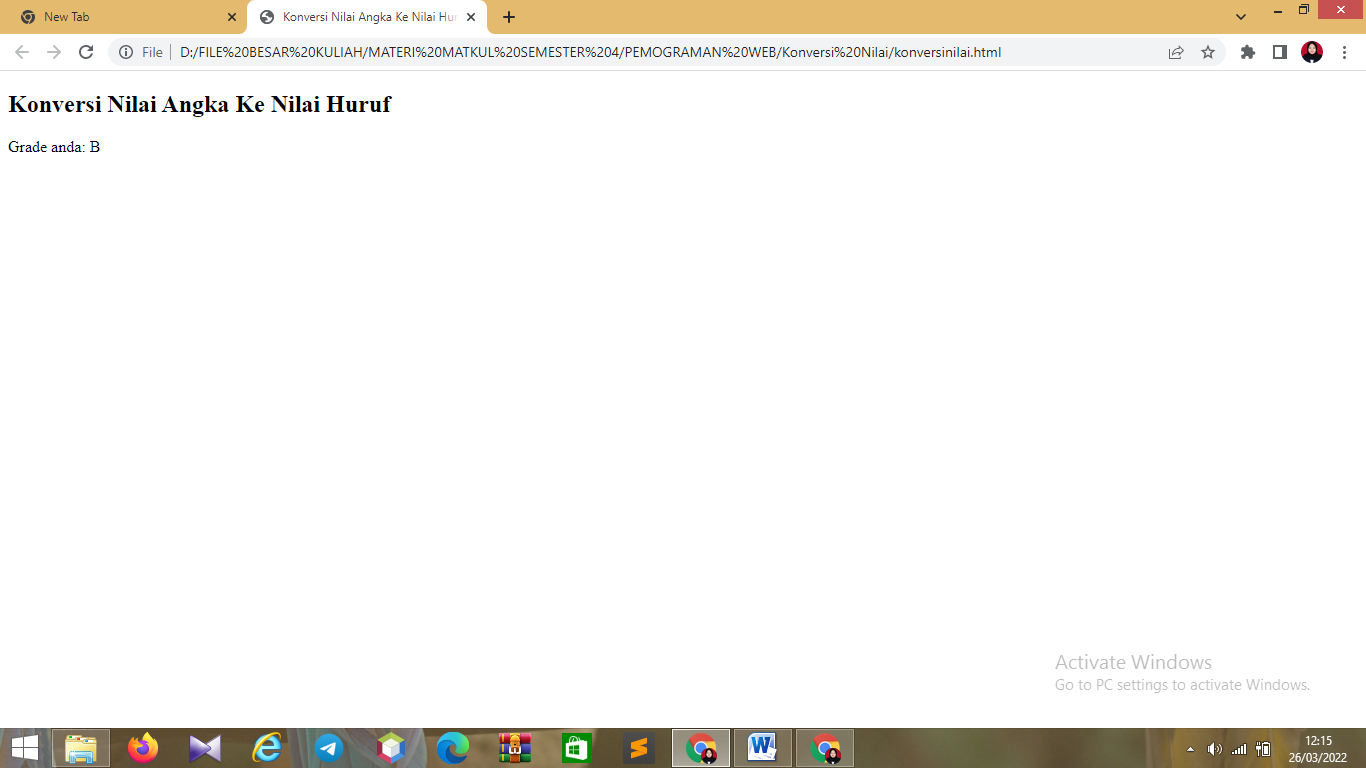 New Tab
Konversi Nilai Angka Ke Nilai Hur
File
D:/FILE%20BESAR%20KULIAH/MATERI%20MATKUL%20SEMESTER%204/PEMOGRAMAN%20WEB/Konversi%20Nilai/konversinilai.html
Konversi Nilai Angka Ke Nilai Huruf
Grade anda: B
Activate Windows
Go to PC settings to activate Windows.
12:15
26/03/2022